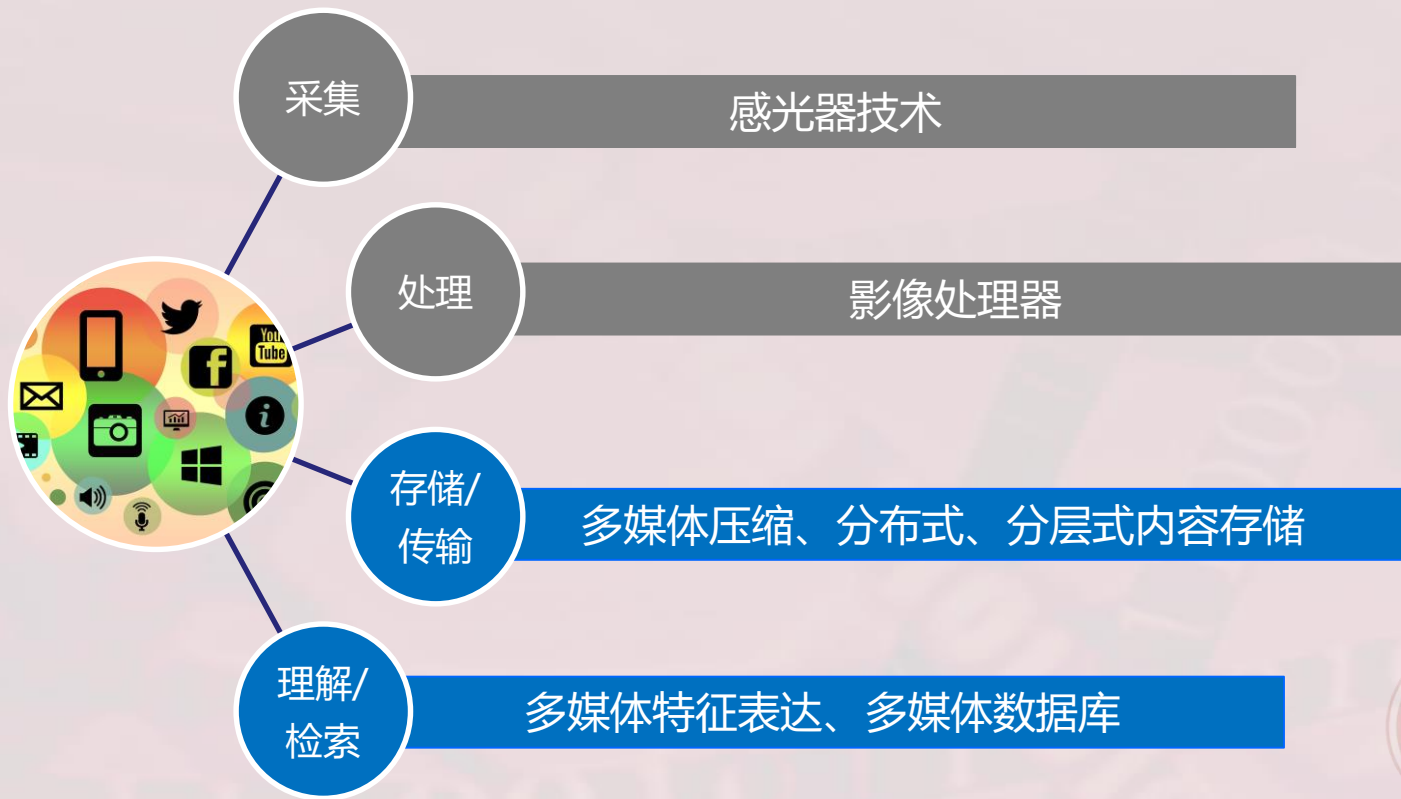 采集
感光器技术
处理
影像处理器
You
Tube
f
i
存储/
传输
多媒体压缩、分布式、分层式内容存储
理解/
检索
多媒体特征表达、多媒体数据库